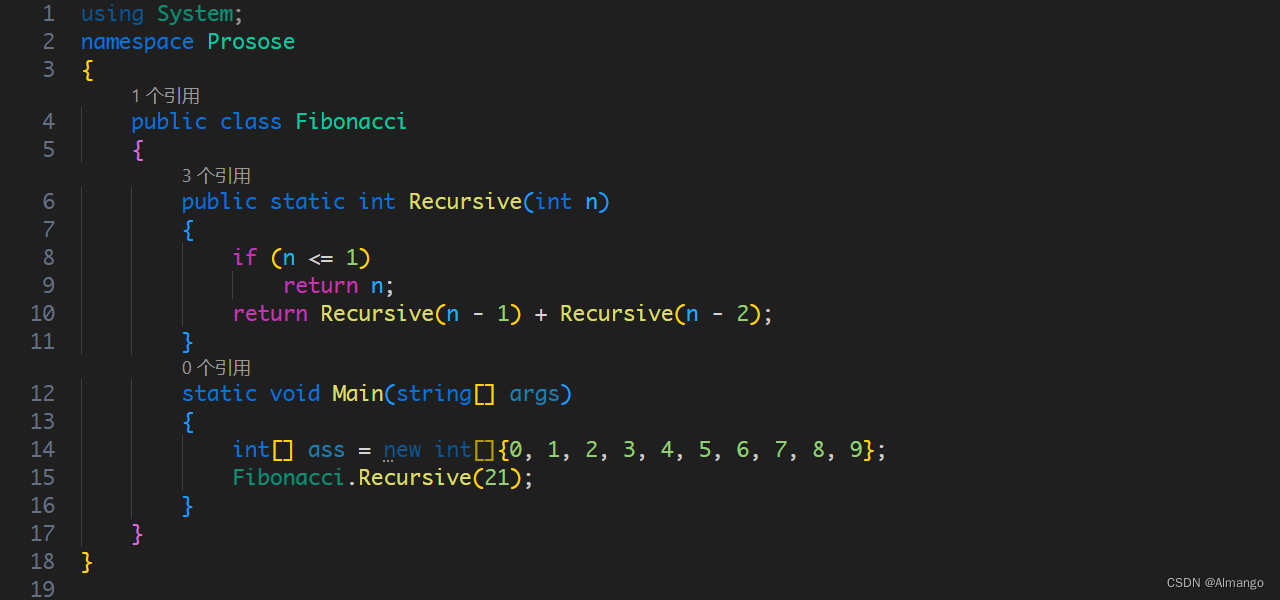 1 using System;
2 namespace Prosose
3 {
1 个引用
4 public class Fibonacci
5 {
3 个引用
6 public static int Recursive(int n)
7 {
8 if (n <= 1)
9 return n;
10 return Recursive(n - 1) + Recursive(n - 2);
11 }
0 个引用
12 static void Main(string[] args)
13 {
14 int[] ass = new int[]{0, 1, 2, 3, 4, 5, 6, 7, 8, 9};
15 Fibonacci.Recursive(21);
16 }
17 }
18 }
19
CSDN @Almango